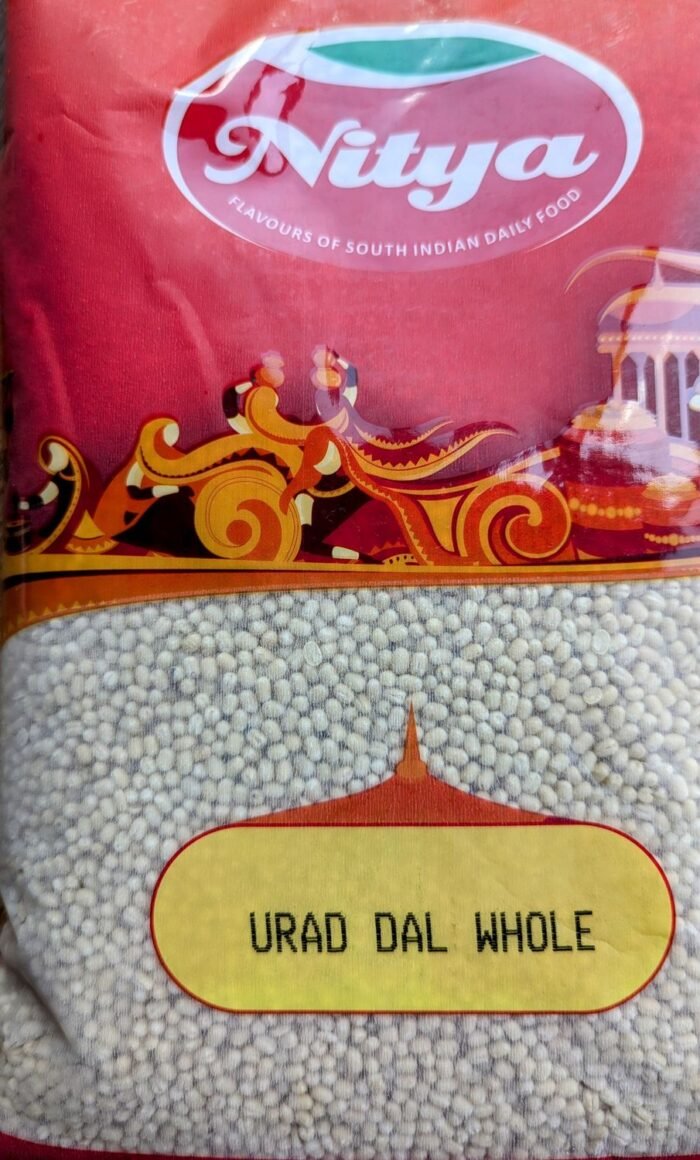 Nitya
FLAVOURS OF SOUTH INDIAN DAILY FOOD
URAD DAL WHOLE